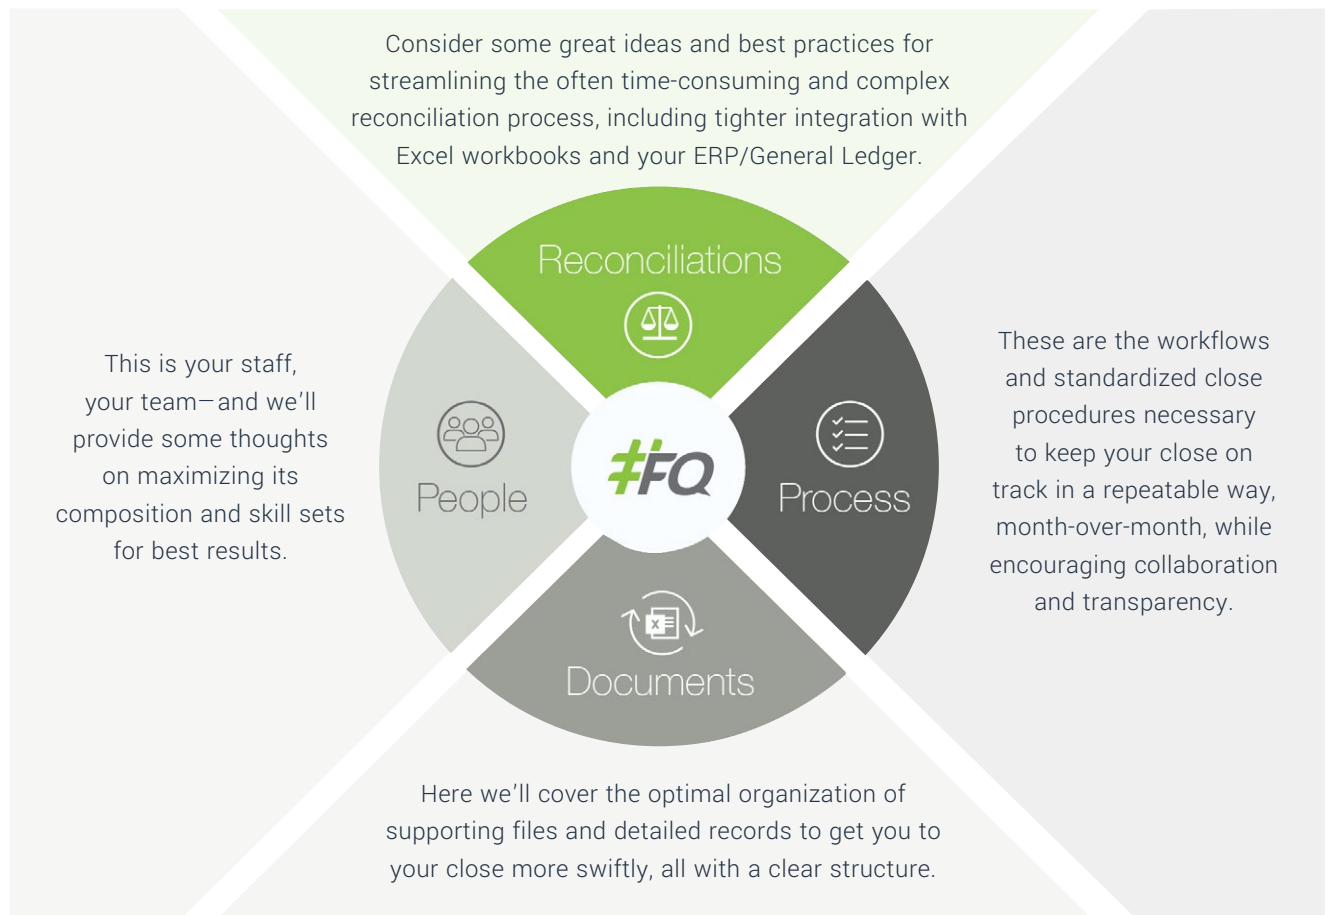 Consider some great ideas and best practices for
streamlining the often time-consuming and complex
reconciliation process, including tighter integration with
Excel workbooks and your ERP/General Ledger.
Reconciliations
This is your staff,
your team—and we'll
provide some thoughts
on maximizing its
composition and skill sets
for best results.
People
#FQ
Process
These are the workflows
and standardized close
procedures necessary
to keep your close on
track in a repeatable way,
month-over-month, while
encouraging collaboration
and transparency.
X
Documents
Here we'll cover the optimal organization of
supporting files and detailed records to get you to
your close more swiftly, all with a clear structure.